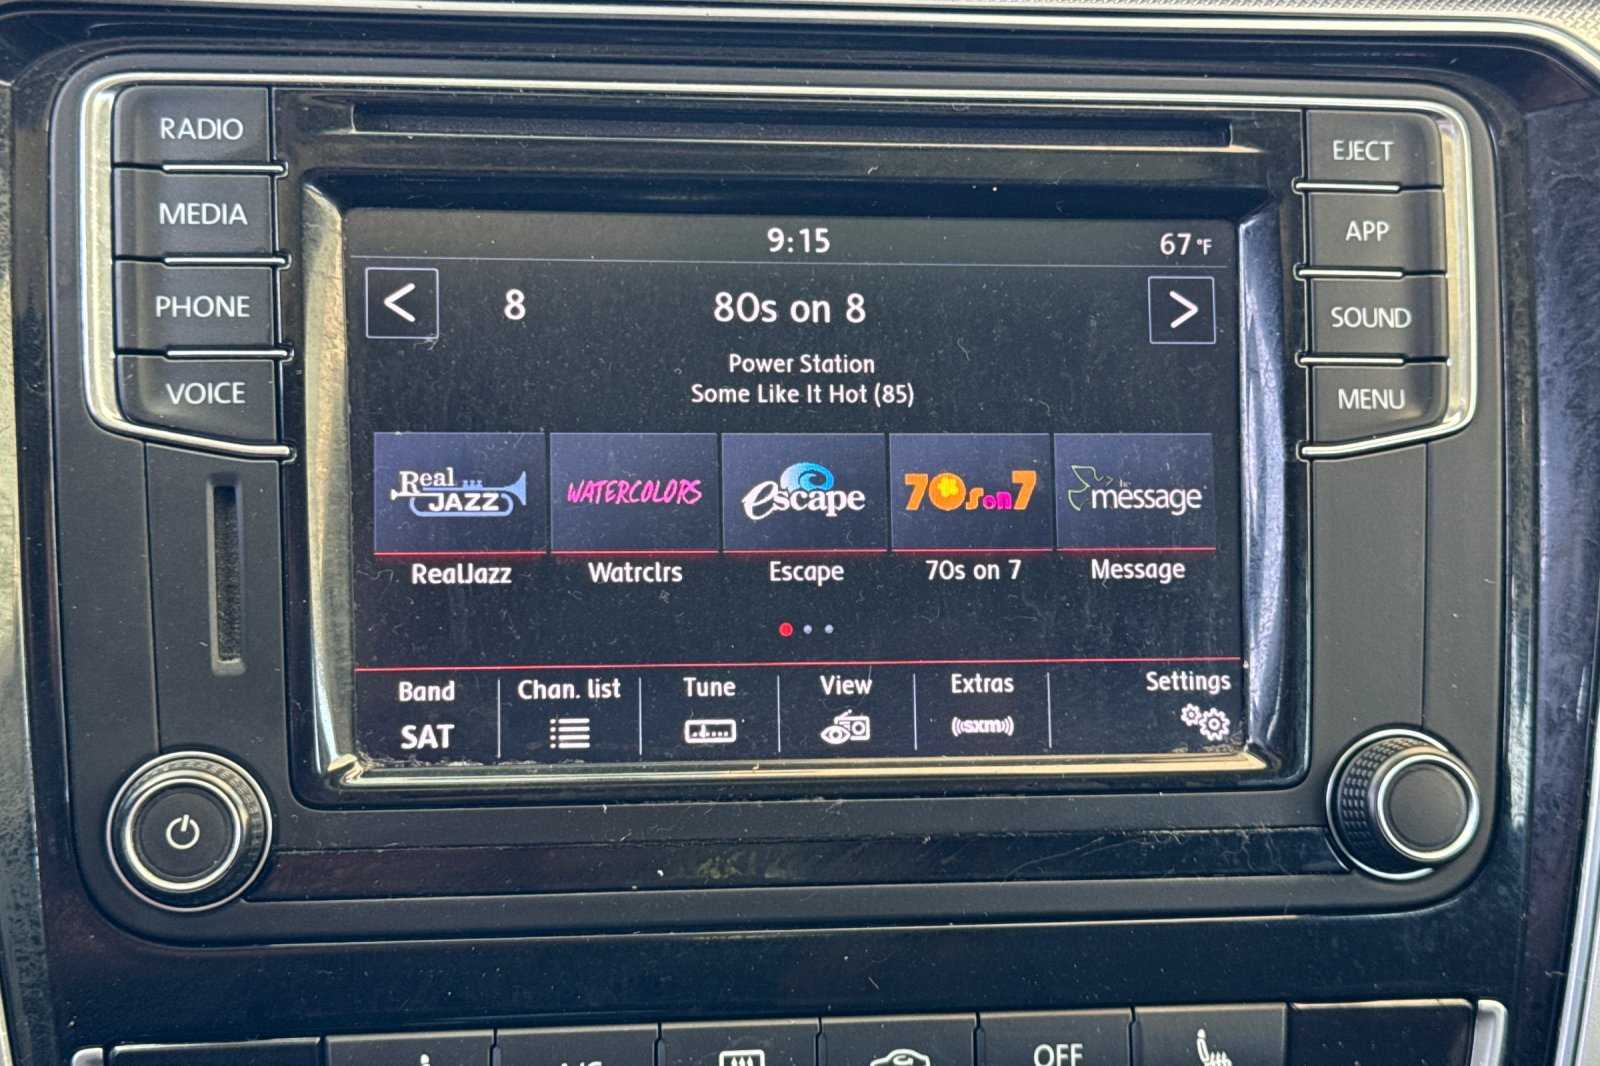 RADIO
MEDIA
PHONE
VOICE
EJECT
APP
SOUND
MENU
9:15
67 °F
< 8 80s on 8 >
Power Station
Some Like It Hot (85)
Real JAZZ
WATERCOLORS
escape
70s on 7
the message
RealJazz
Watrclrs
Escape
70s on 7
Message
Band
SAT
Chan. list
Tune
View
Extras
((sxm))
Settings
OFF